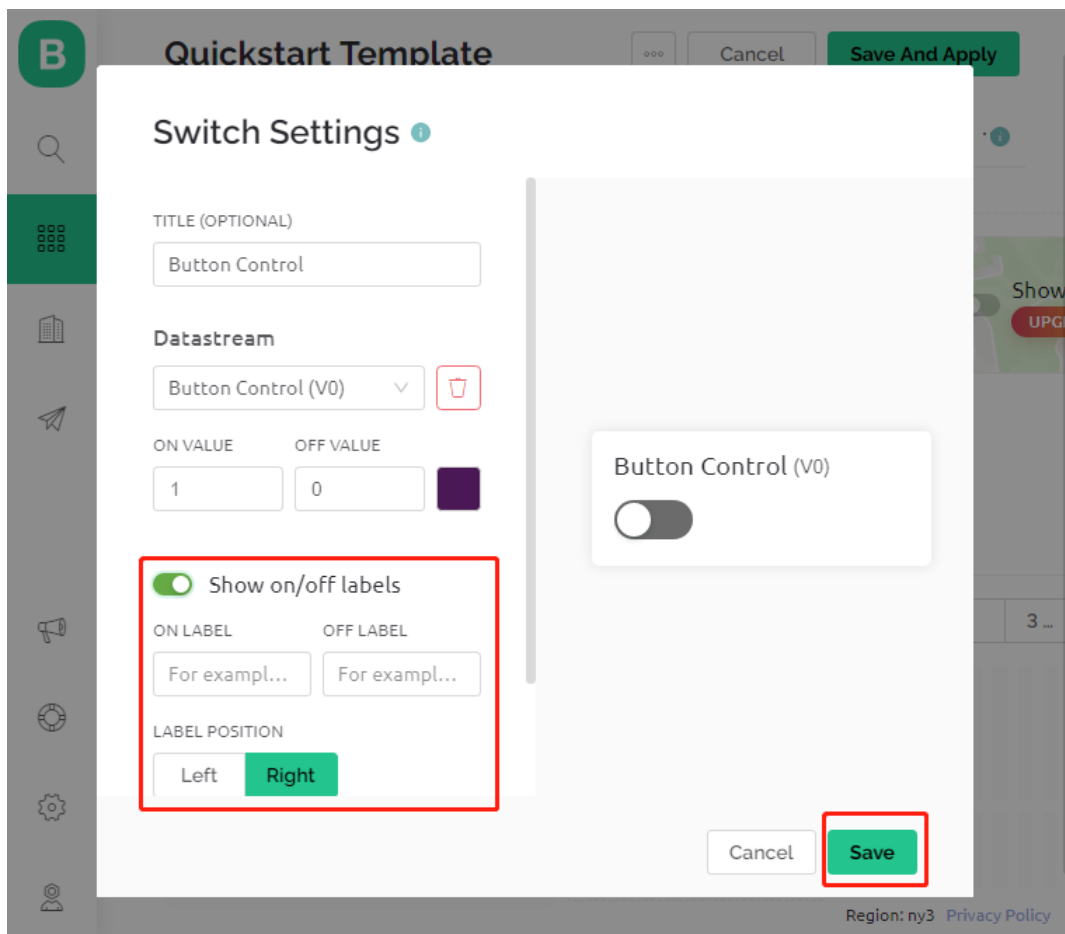 B
Quickstart Template
Cancel
Save And Apply
Switch Settings
TITLE (OPTIONAL)
Button Control
Datastream
Button Control (V0)
ON VALUE OFF VALUE
1 0
Show on/off labels
ON LABEL OFF LABEL
For exampl... For exampl...
LABEL POSITION
Left Right
Button Control (V0)
Show
UPG
3 ...
Cancel Save
Region: ny3 Privacy Policy